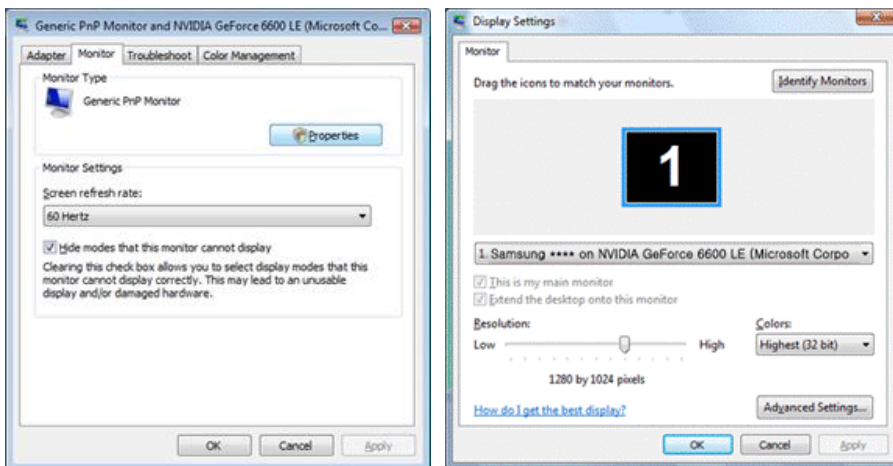 Generic PnP Monitor and NVIDIA GeForce 6600 LE (Microsoft Co...
Adapter Monitor Troubleshoot Color Management
Monitor Type
Generic PnP Monitor
Properties
Monitor Settings
Screen refresh rate:
60 Hertz
Hide modes that this monitor cannot display
Clearing this check box allows you to select display modes that this
monitor cannot display correctly. This may lead to an unusable
display and/or damaged hardware.
OK Cancel Apply
Display Settings
Monitor
Drag the icons to match your monitors.
Identify Monitors
1
1. Samsung **** on NVIDIA GeForce 6600 LE (Microsoft Corpo
This is my main monitor
Extend the desktop onto this monitor
Resolution:
Low High
1280 by 1024 pixels
Colors:
Highest (32 bit)
How do I get the best display?
Advanced Settings...
OK Cancel Apply